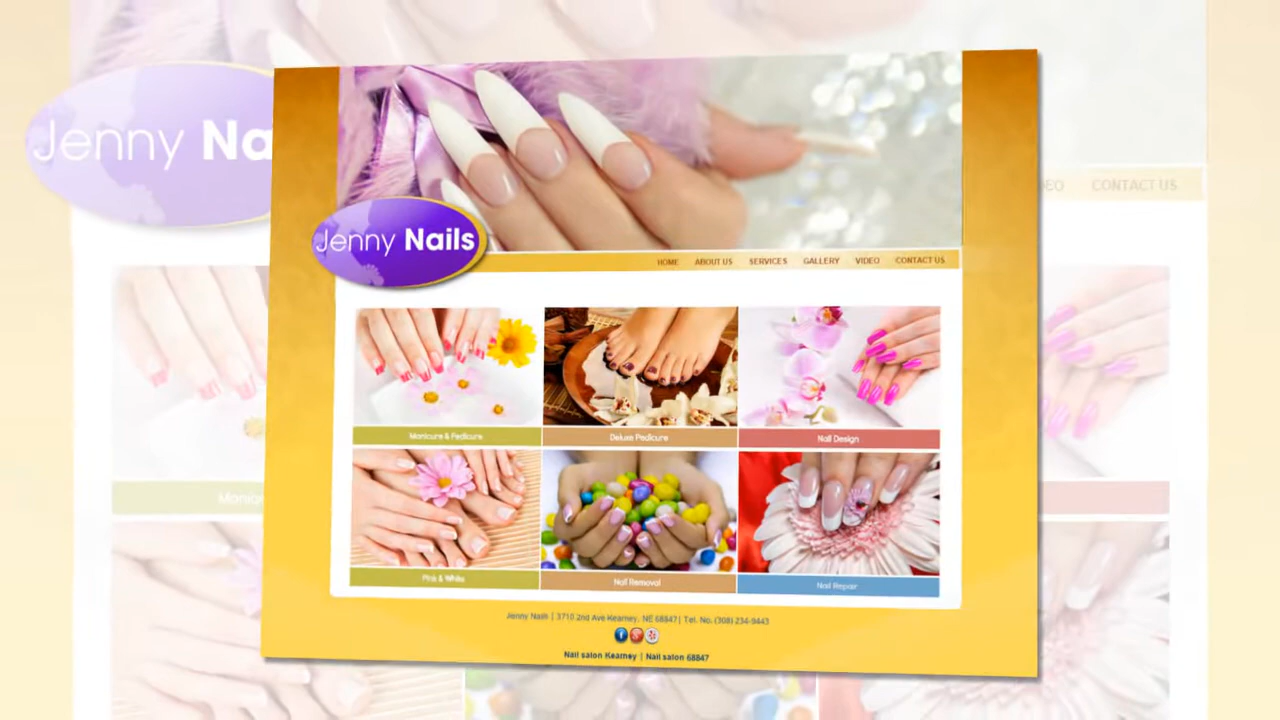 Jenny Na
DEO CONTACT US
Jenny Nails
HOME ABOUT US SERVICES GALLERY VIDEO CONTACT US
Manicure & Pedicure Deluxe Pedicure Nail Design
Pink & White Nail Removal Nail Repair
Jenny Nails | 3710 2nd Ave Kearney, NE 68847| Tel. No. (308) 234-9443
Nail salon Kearney | Nail salon 68847